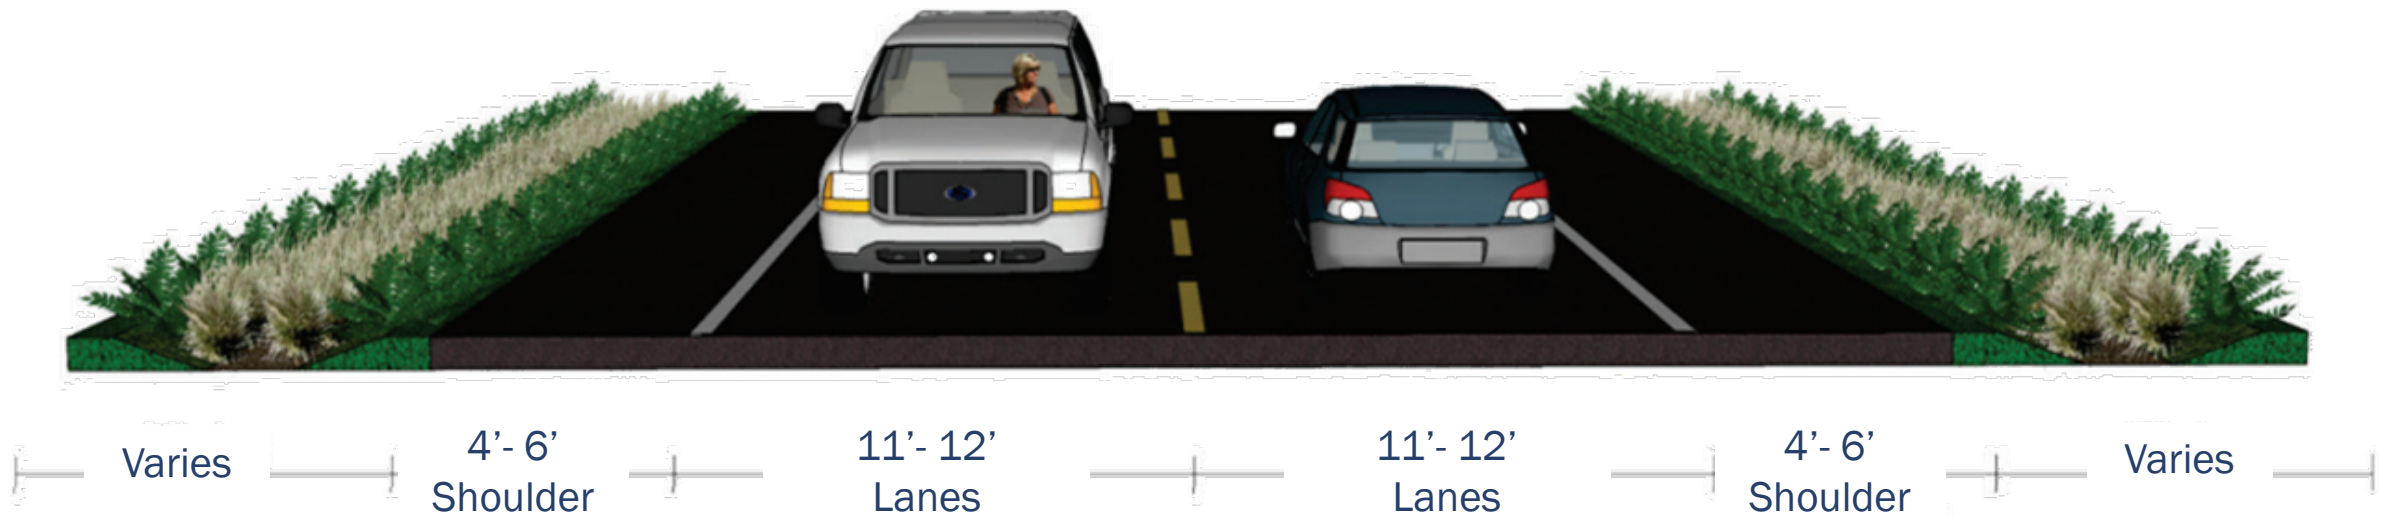 Varies
4’- 6’
Shoulder
11’- 12’
Lanes
11’- 12’
Lanes
4’- 6’
Shoulder
Varies